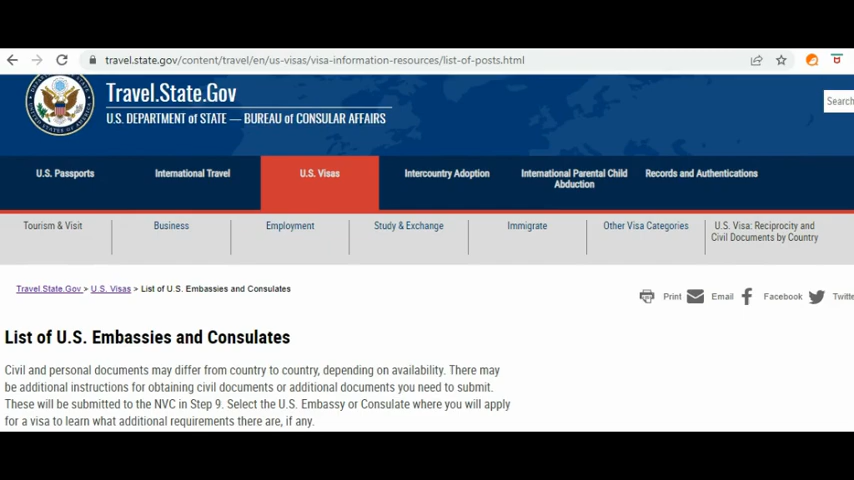 travel.state.gov/content/travel/en/us-visas/visa-information-resources/list-of-posts.html
Travel.State.Gov
U.S. DEPARTMENT of STATE — BUREAU of CONSULAR AFFAIRS
Search
U.S. Passports
International Travel
U.S. Visas
Intercountry Adoption
International Parental Child
Abduction
Records and Authentications
Tourism & Visit
Business
Employment
Study & Exchange
Immigrate
Other Visa Categories
U.S. Visa: Reciprocity and
Civil Documents by Country
Travel.State.Gov > U.S. Visas > List of U.S. Embassies and Consulates
Print Email Facebook Twitte
List of U.S. Embassies and Consulates
Civil and personal documents may differ from country to country, depending on availability. There may
be additional instructions for obtaining civil documents or additional documents you need to submit.
These will be submitted to the NVC in Step 9. Select the U.S. Embassy or Consulate where you will apply
for a visa to learn what additional requirements there are, if any.